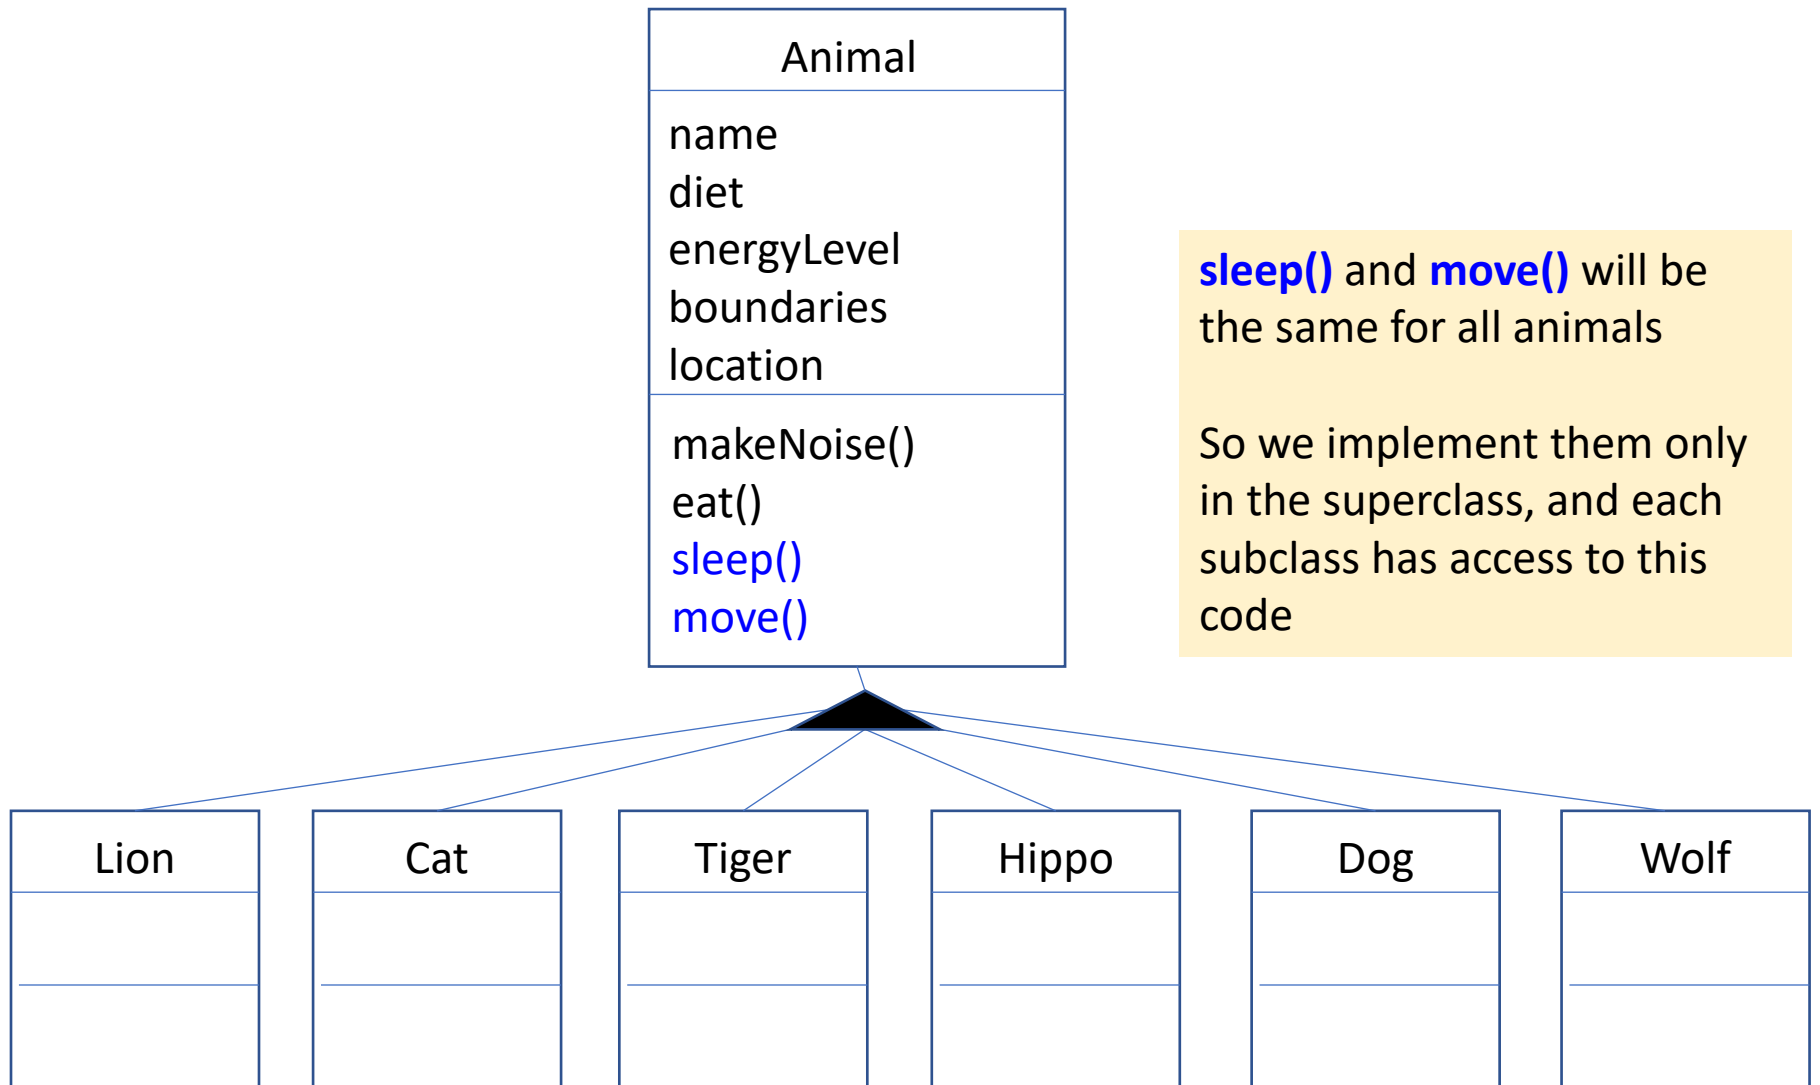 Animal
name
diet
energyLevel
boundaries
location
makeNoise()
eat()
sleep()
move()
sleep() and move() will be
the same for all animals
So we implement them only
in the superclass, and each
subclass has access to this
code
Lion
Cat
Tiger
Hippo
Dog
Wolf